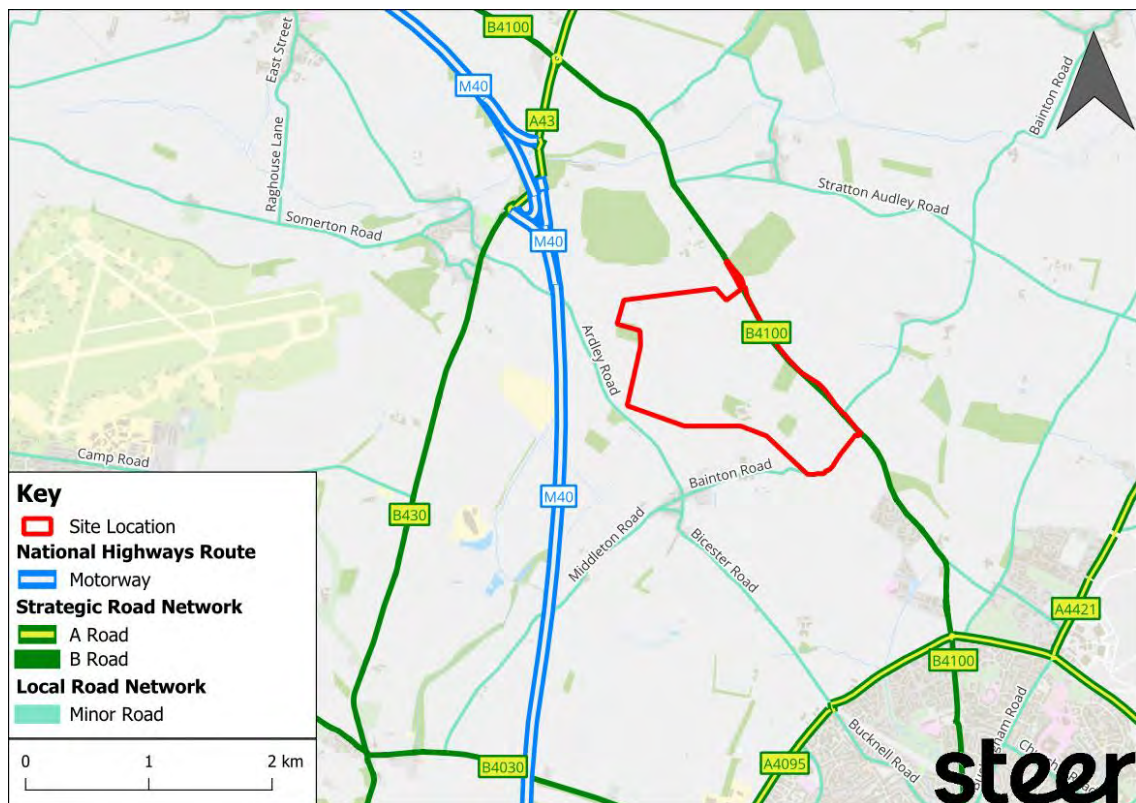 B4100
East Street
M40
A43
Bainton Road
Raghouse Lane
Stratton Audley Road
Somerton Road
M40
B4100
Ardley Road
Camp Road
Bainton Road
M40
B430
Middleton Road
Bicester Road
A4421
B4100
Bucknell Road
A4095
B4030
Key
Site Location
National Highways Route
Motorway
Strategic Road Network
A Road
B Road
Local Road Network
Minor Road
0 1 2 km
steer